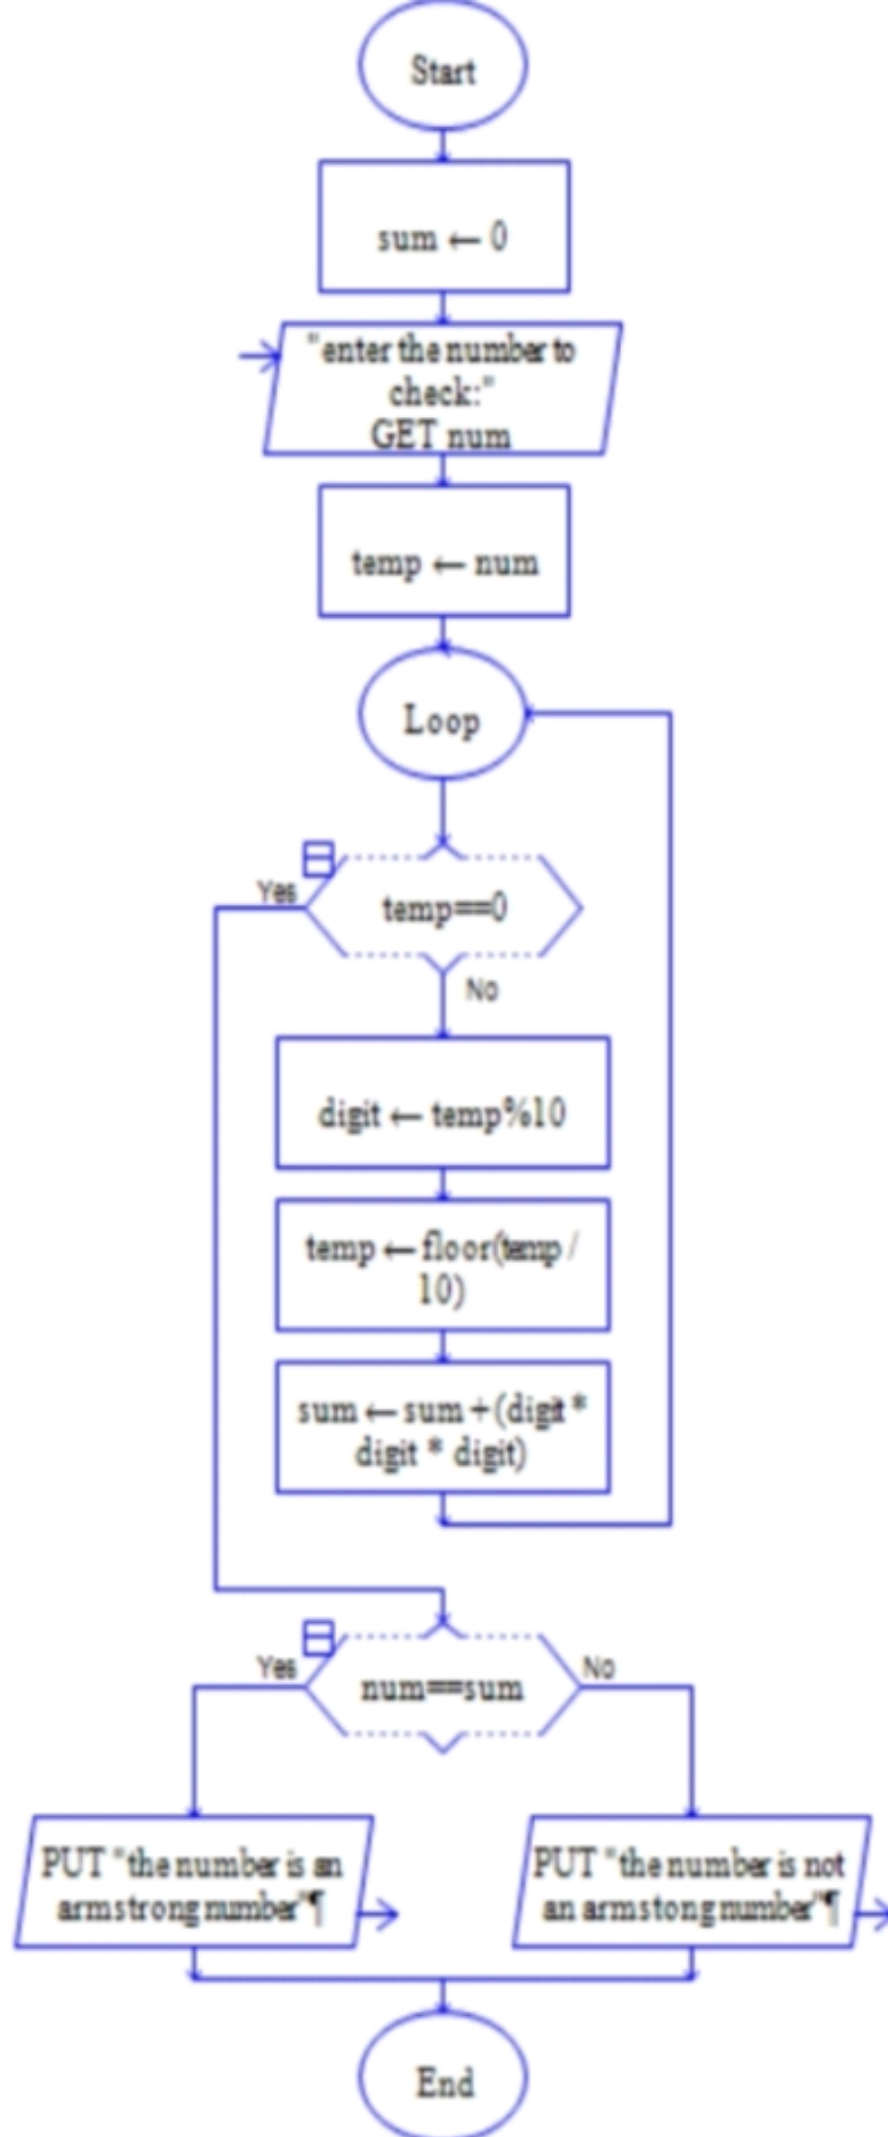 Start
sum ← 0
"enter the number to
check:"
GET num
temp ← num
Loop
Yes
temp==0
No
digit ← temp%10
temp ← floor(temp /
10)
sum ← sum +(digit *
digit * digit)
Yes
num==sum
No
PUT "the number is an
armstrong number"¶
PUT "the number is not
an armstong number"¶
End